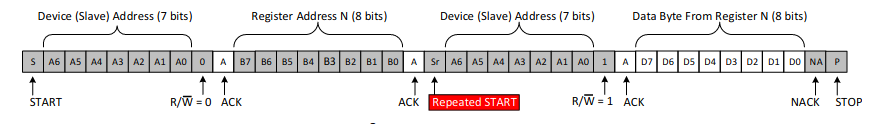 Device (Slave) Address (7 bits) Register Address N (8 bits) Device (Slave) Address (7 bits) Data Byte From Register N (8 bits)
S A6 A5 A4 A3 A2 A1 A0 0 A B7 B6 B5 B4 B3 B2 B1 B0 A Sr A6 A5 A4 A3 A2 A1 A0 1 A D7 D6 D5 D4 D3 D2 D1 D0 NA P
START R/W̅ = 0 ACK ACK Repeated START R/W̅ = 1 ACK NACK STOP